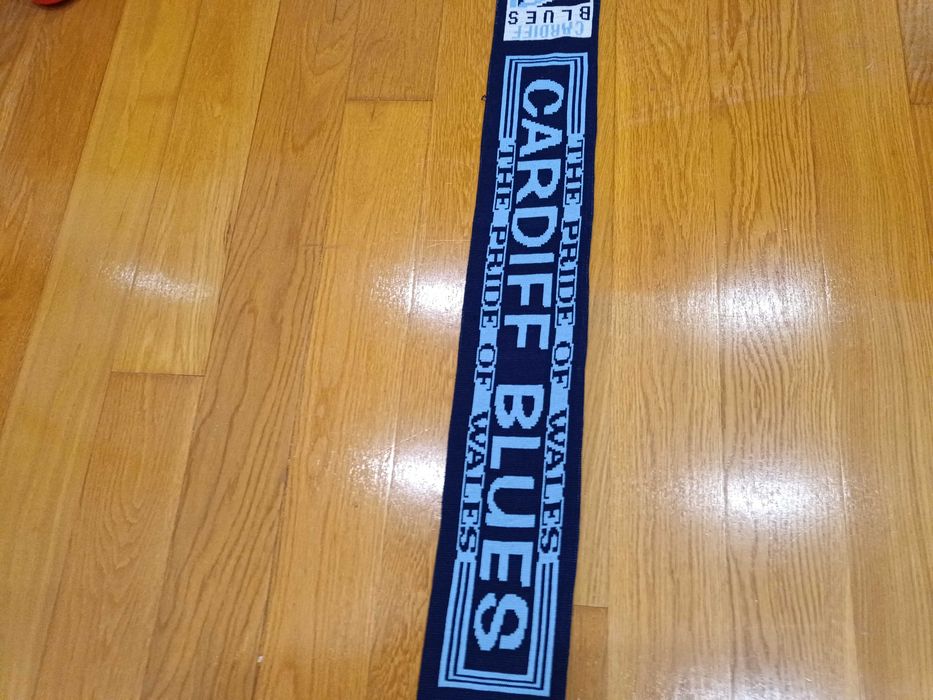 CARDIFF
BLUES
THE PRIDE OF WALES
CARDIFF BLUES
THE PRIDE OF WALES